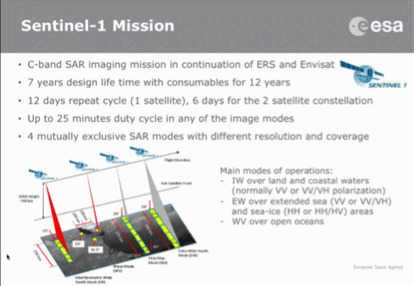 Sentinel-1 Mission
esa
• C-band SAR imaging mission in continuation of ERS and Envisat
• 7 years design life time with consumables for 12 years
SENTINEL 1
• 12 days repeat cycle (1 satellite), 6 days for the 2 satellite constellation
• Up to 25 minutes duty cycle in any of the image modes
• 4 mutually exclusive SAR modes with different resolution and coverage
Flight Direction
Sub-Satellite Track
Orbit Height
Main modes of operations:
- IW over land and coastal waters
(normally VV or VV/VH polarization)
- EW over extended sea (VV or VV/VH)
and sea-ice (HH or HH/HV) areas
- WV over open oceans
Wave Mode
(WV)
Strip Map
Mode (SM)
Extra Wide Swath
Mode (EW)
Interferometric Wide
Swath Mode (IW)
European Space Agency